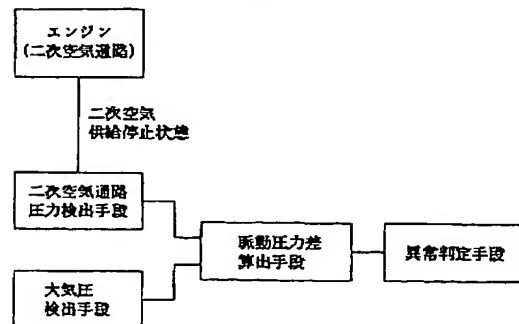 エンジン
(二次空気通路)
二次空気
供給停止状態
二次空気通路
圧力検出手段
脈動圧力差
算出手段
異常判定手段
大気圧
検出手段